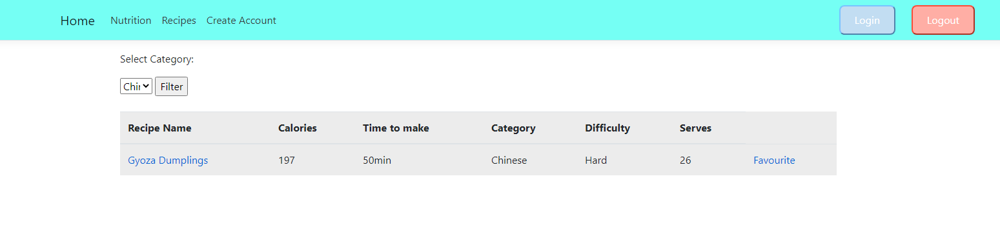 Home Nutrition Recipes Create Account Login Logout
Select Category:
Chin Filter
Recipe Name Calories Time to make Category Difficulty Serves
Gyoza Dumplings 197 50min Chinese Hard 26 Favourite